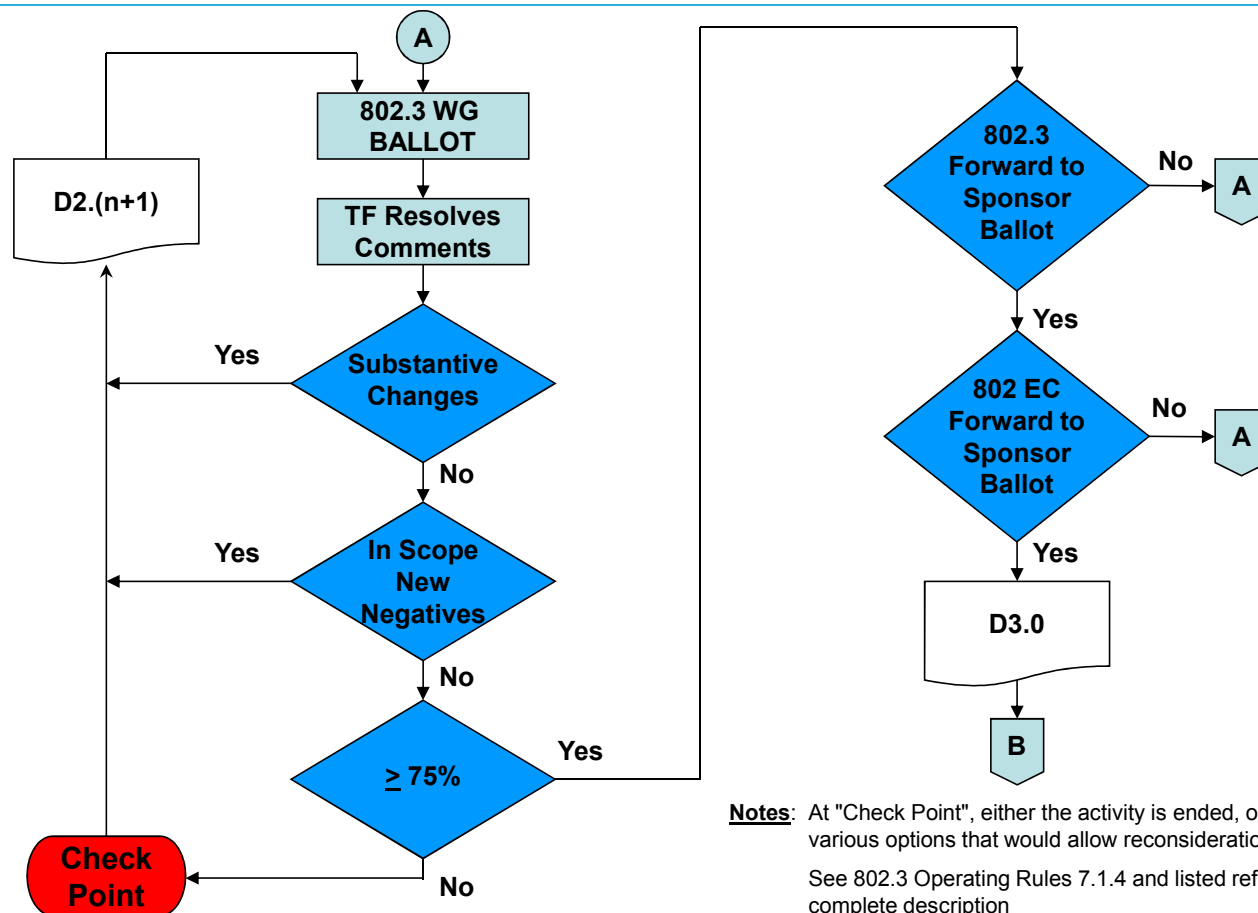 A
802.3 WG
BALLOT
D2.(n+1)
TF Resolves
Comments
Yes
Substantive
Changes
No
Yes
In Scope
New
Negatives
No
≥ 75%
Yes
Check
Point
No
802.3
Forward to
Sponsor
Ballot
No
A
Yes
802 EC
Forward to
Sponsor
Ballot
No
A
Yes
D3.0
B
Notes: At "Check Point", either the activity is ended, o
various options that would allow reconsideratio
See 802.3 Operating Rules 7.1.4 and listed ref
complete description